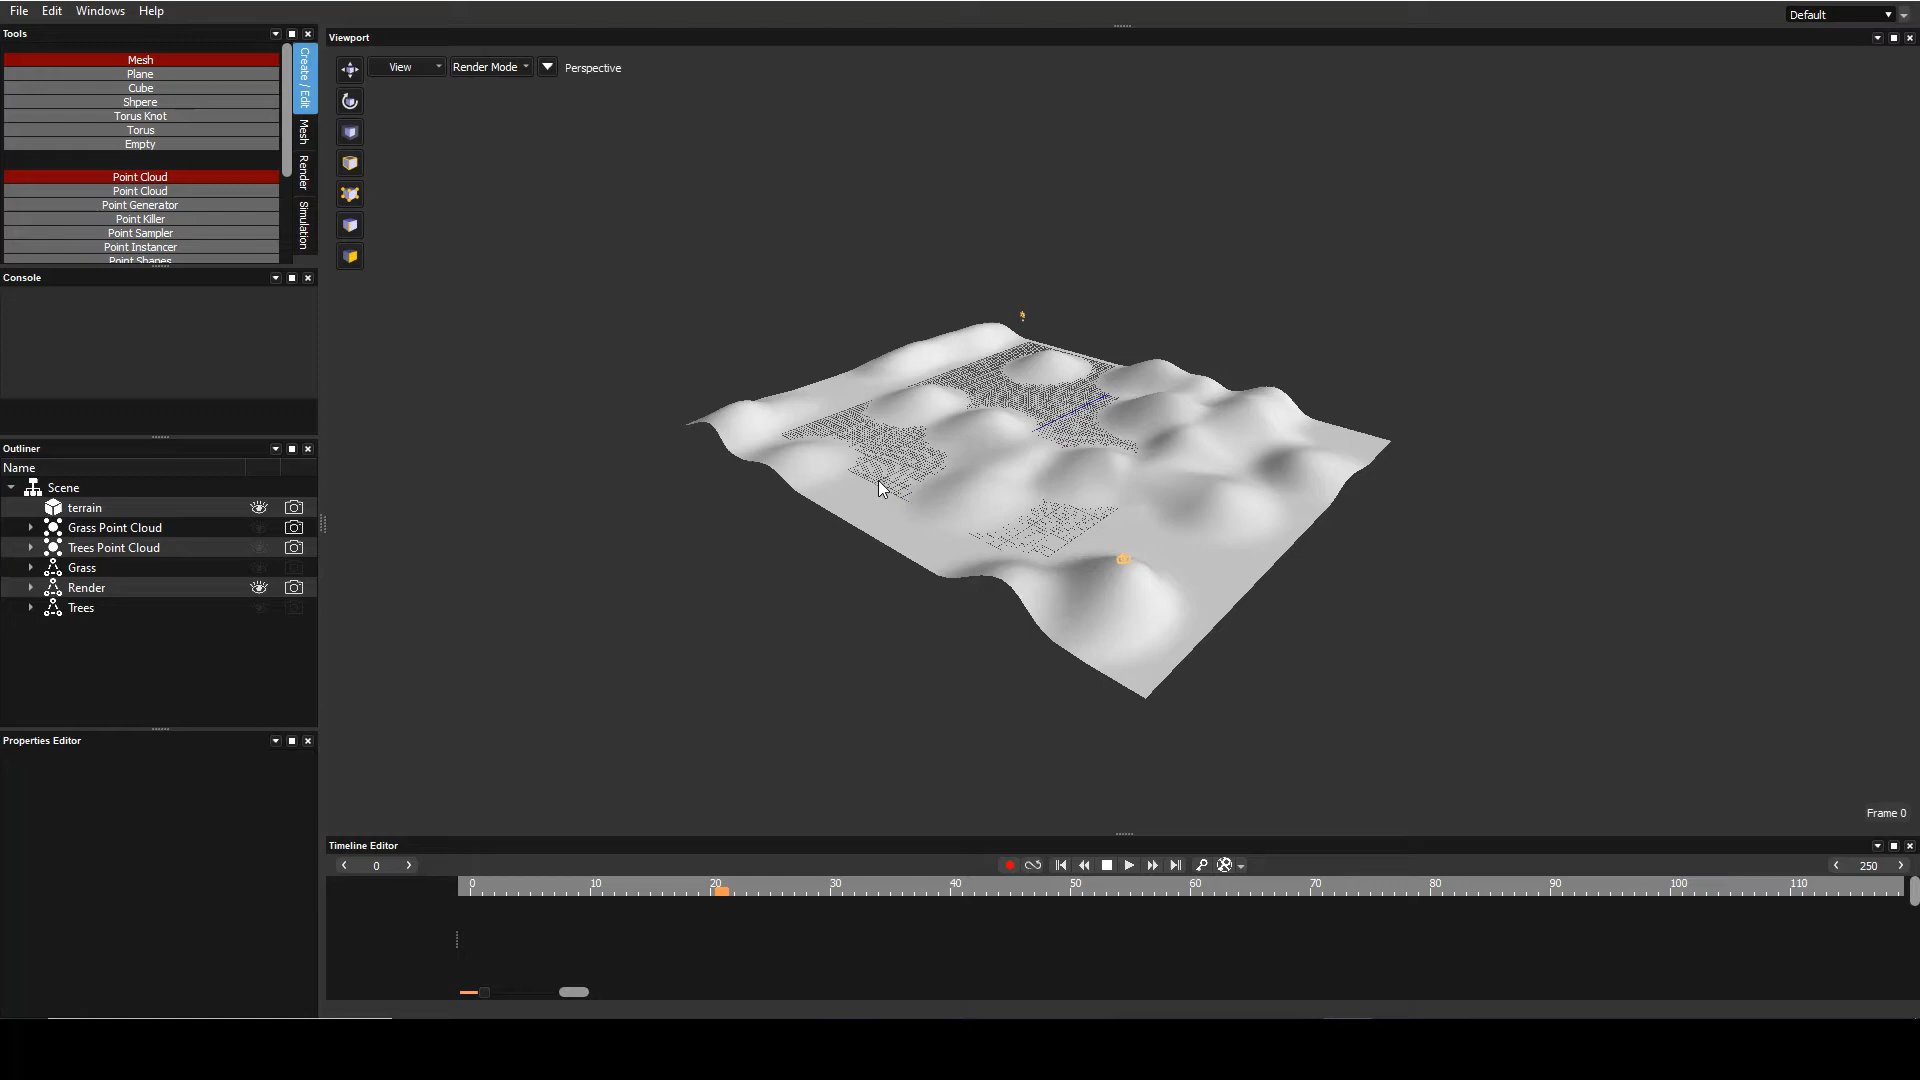 File Edit Windows Help
Default
Tools
Viewport
Mesh
Plane
Cube
Shpere
Torus Knot
Torus
Empty
Point Cloud
Point Cloud
Point Generator
Point Killer
Point Sampler
Point Instancer
Point Shapes
Create / Edit
Mesh
Render
Simulation
View
Render Mode
Perspective
Console
Outliner
Name
Scene
terrain
Grass Point Cloud
Trees Point Cloud
Grass
Render
Trees
Properties Editor
Frame 0
Timeline Editor
0
250
0 10 20 30 40 50 60 70 80 90 100 110